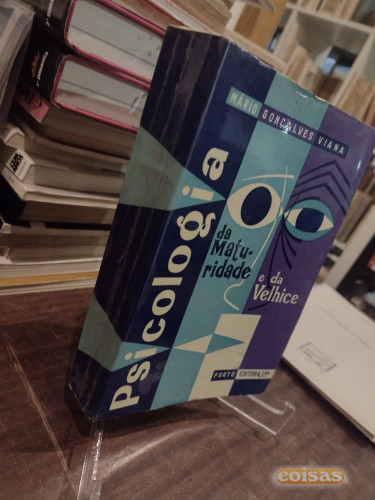 MÁRIO GONÇALVES VIANA
Psicologia
da Matu-
ridade
e da
Velhice
PORTO EDITORA, L.DA
coisas